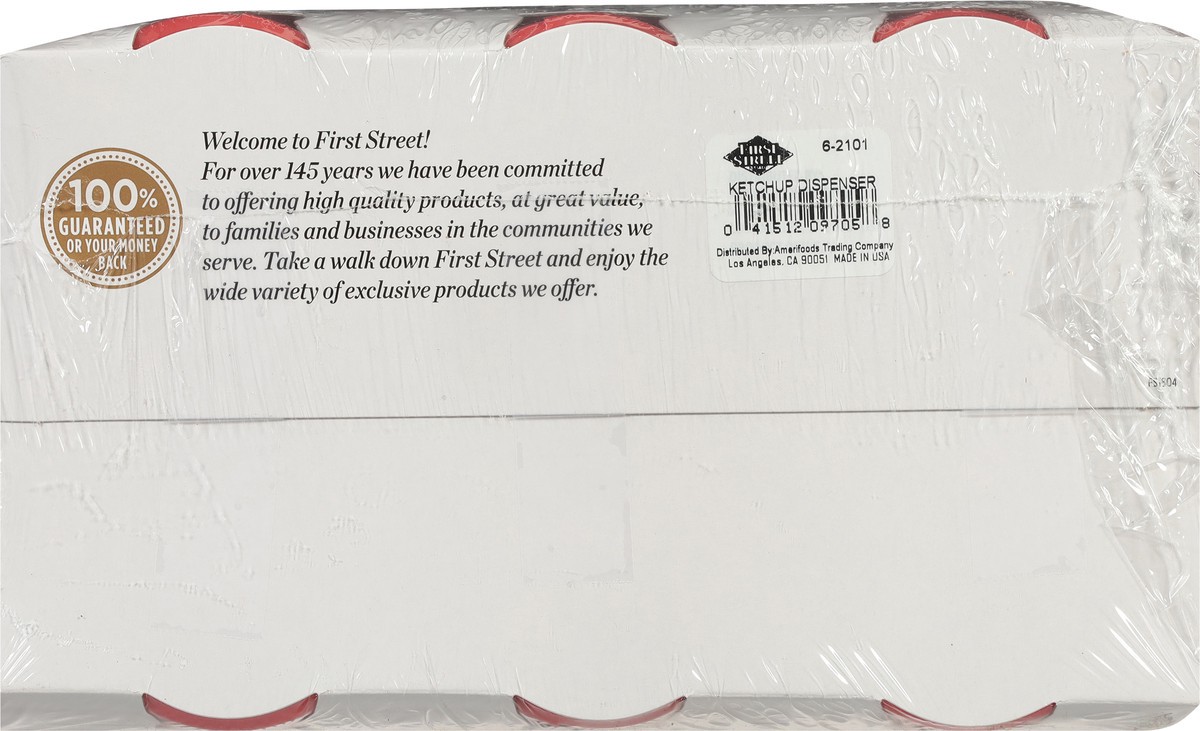 Welcome to First Street!
For over 145 years we have been committed
to offering high quality products, at great value,
to families and businesses in the communities we
serve. Take a walk down First Street and enjoy the
wide variety of exclusive products we offer.
100%
GUARANTEED
OR YOUR MONEY
BACK
FIRST
STREET
6-2101
KETCHUP DISPENSER
0 41512 09705 8
Distributed By:Amerifoods Trading Company
Los Angeles, CA 90051 MADE IN USA